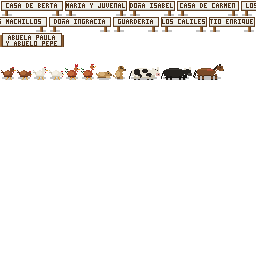 CASA DE BERTA
MARIA Y JUVENAL
DOÑA ISABEL
CASA DE CARMEN
LOS
MACHILLOS
DOÑA INGRACIA
GUARDERIA
LOS CALILES
TIO ENRIQUE
ABUELA PAULA
Y ABUELO PEPE